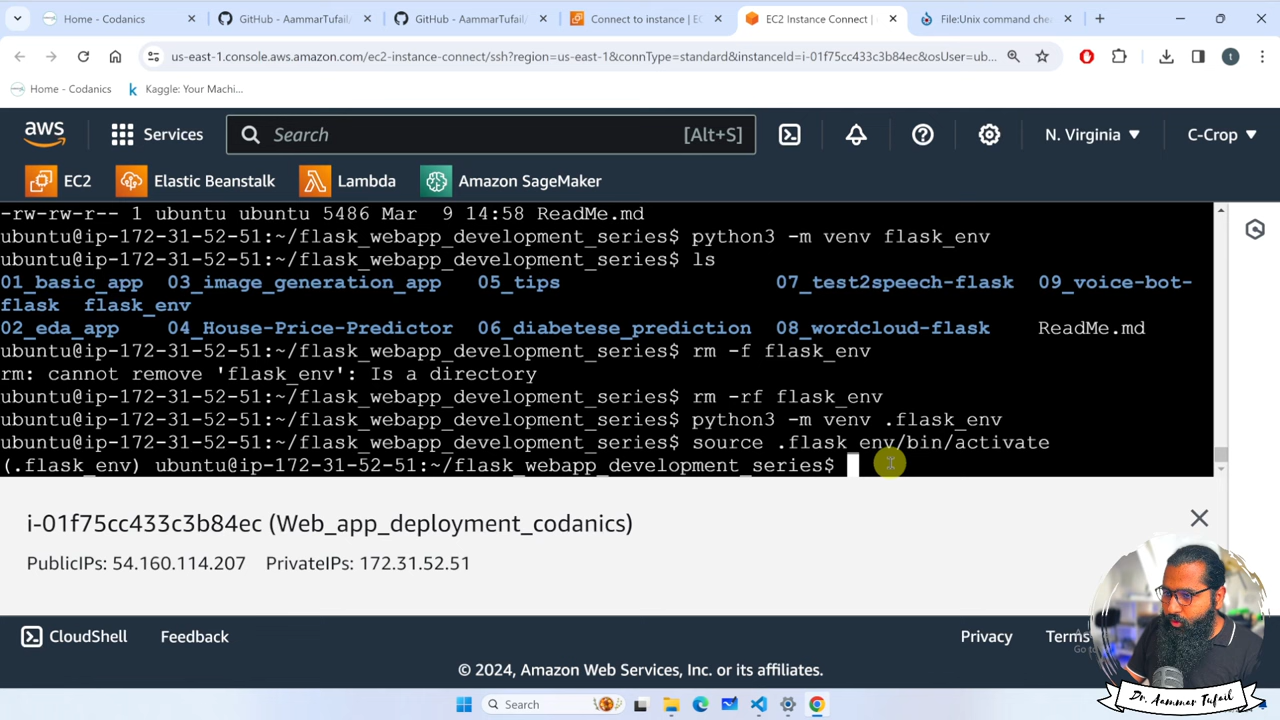 Home - Codanics
GitHub - AammarTufail/
GitHub - AammarTufail/
Connect to instance | EC
EC2 Instance Connect |
File:Unix command che
us-east-1.console.aws.amazon.com/ec2-instance-connect/ssh?region=us-east-1&connType=standard&instanceId=i-01f75cc433c3b84ec&osUser=ub...
t
Home - Codanics
Kaggle: Your Machi...
aws
Services
Search
[Alt+S]
N. Virginia
C-Crop
EC2
Elastic Beanstalk
Lambda
Amazon SageMaker
-rw-rw-r-- 1 ubuntu ubuntu 5486 Mar  9 14:58 ReadMe.md
ubuntu@ip-172-31-52-51:~/flask_webapp_development_series$ python3 -m venv flask_env
ubuntu@ip-172-31-52-51:~/flask_webapp_development_series$ ls
01_basic_app  03_image_generation_app  05_tips  07_test2speech-flask  09_voice-bot-
flask  flask_env
02_eda_app  04_House-Price-Predictor  06_diabetese_prediction  08_wordcloud-flask  ReadMe.md
ubuntu@ip-172-31-52-51:~/flask_webapp_development_series$ rm -f flask_env
rm: cannot remove 'flask_env': Is a directory
ubuntu@ip-172-31-52-51:~/flask_webapp_development_series$ rm -rf flask_env
ubuntu@ip-172-31-52-51:~/flask_webapp_development_series$ python3 -m venv .flask_env
ubuntu@ip-172-31-52-51:~/flask_webapp_development_series$ source .flask_env/bin/activate
(.flask_env) ubuntu@ip-172-31-52-51:~/flask_webapp_development_series$
i-01f75cc433c3b84ec (Web_app_deployment_codanics)
PublicIPs: 54.160.114.207
PrivateIPs: 172.31.52.51
CloudShell
Feedback
Privacy
Terms
Go to
© 2024, Amazon Web Services, Inc. or its affiliates.
Dr. Aammar Tufail
Search